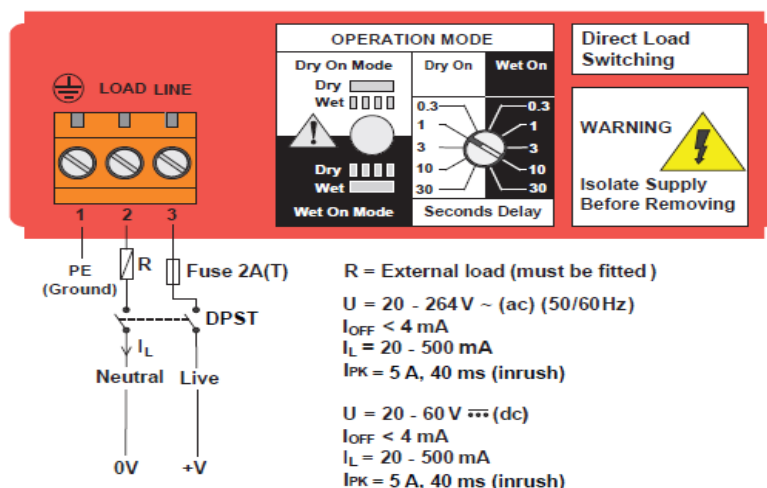 OPERATION MODE
Dry On Mode
Dry
Wet
Dry
Wet
Wet On Mode
Dry On
Wet On
0.3
0.3
1
1
3
3
10
10
30
30
Seconds Delay
Direct Load
Switching
WARNING
Isolate Supply
Before Removing
LOAD LINE
1 2 3
PE
(Ground)
R
Fuse 2A(T)
DPST
IL
Neutral Live
0V +V
R = External load (must be fitted )
U = 20 - 264 V ~ (ac) (50/60Hz)
IOFF < 4 mA
IL = 20 - 500 mA
IPK = 5 A, 40 ms (inrush)
U = 20 - 60 V ⎓ (dc)
IOFF < 4 mA
IL = 20 - 500 mA
IPK = 5 A, 40 ms (inrush)